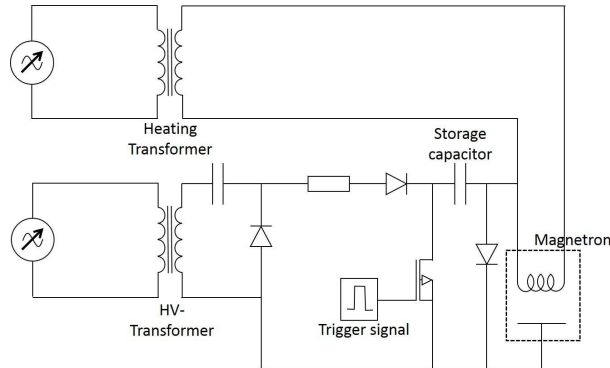 Heating
Transformer
Storage
capacitor
Magnetron
HV-
Transformer
Trigger signal